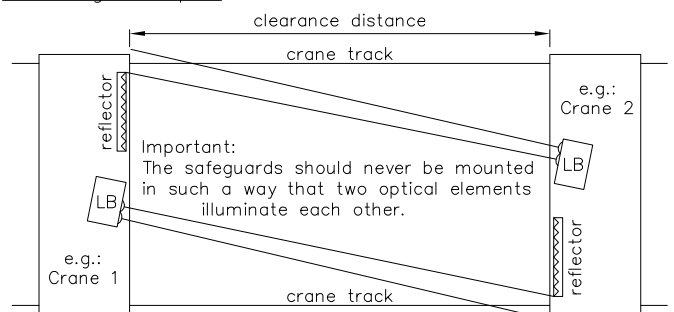 clearance distance
crane track
reflector
e.g.:
Crane 2
LB
Important:
The safeguards should never be mounted
in such a way that two optical elements
illuminate each other.
LB
reflector
e.g.:
Crane 1
crane track